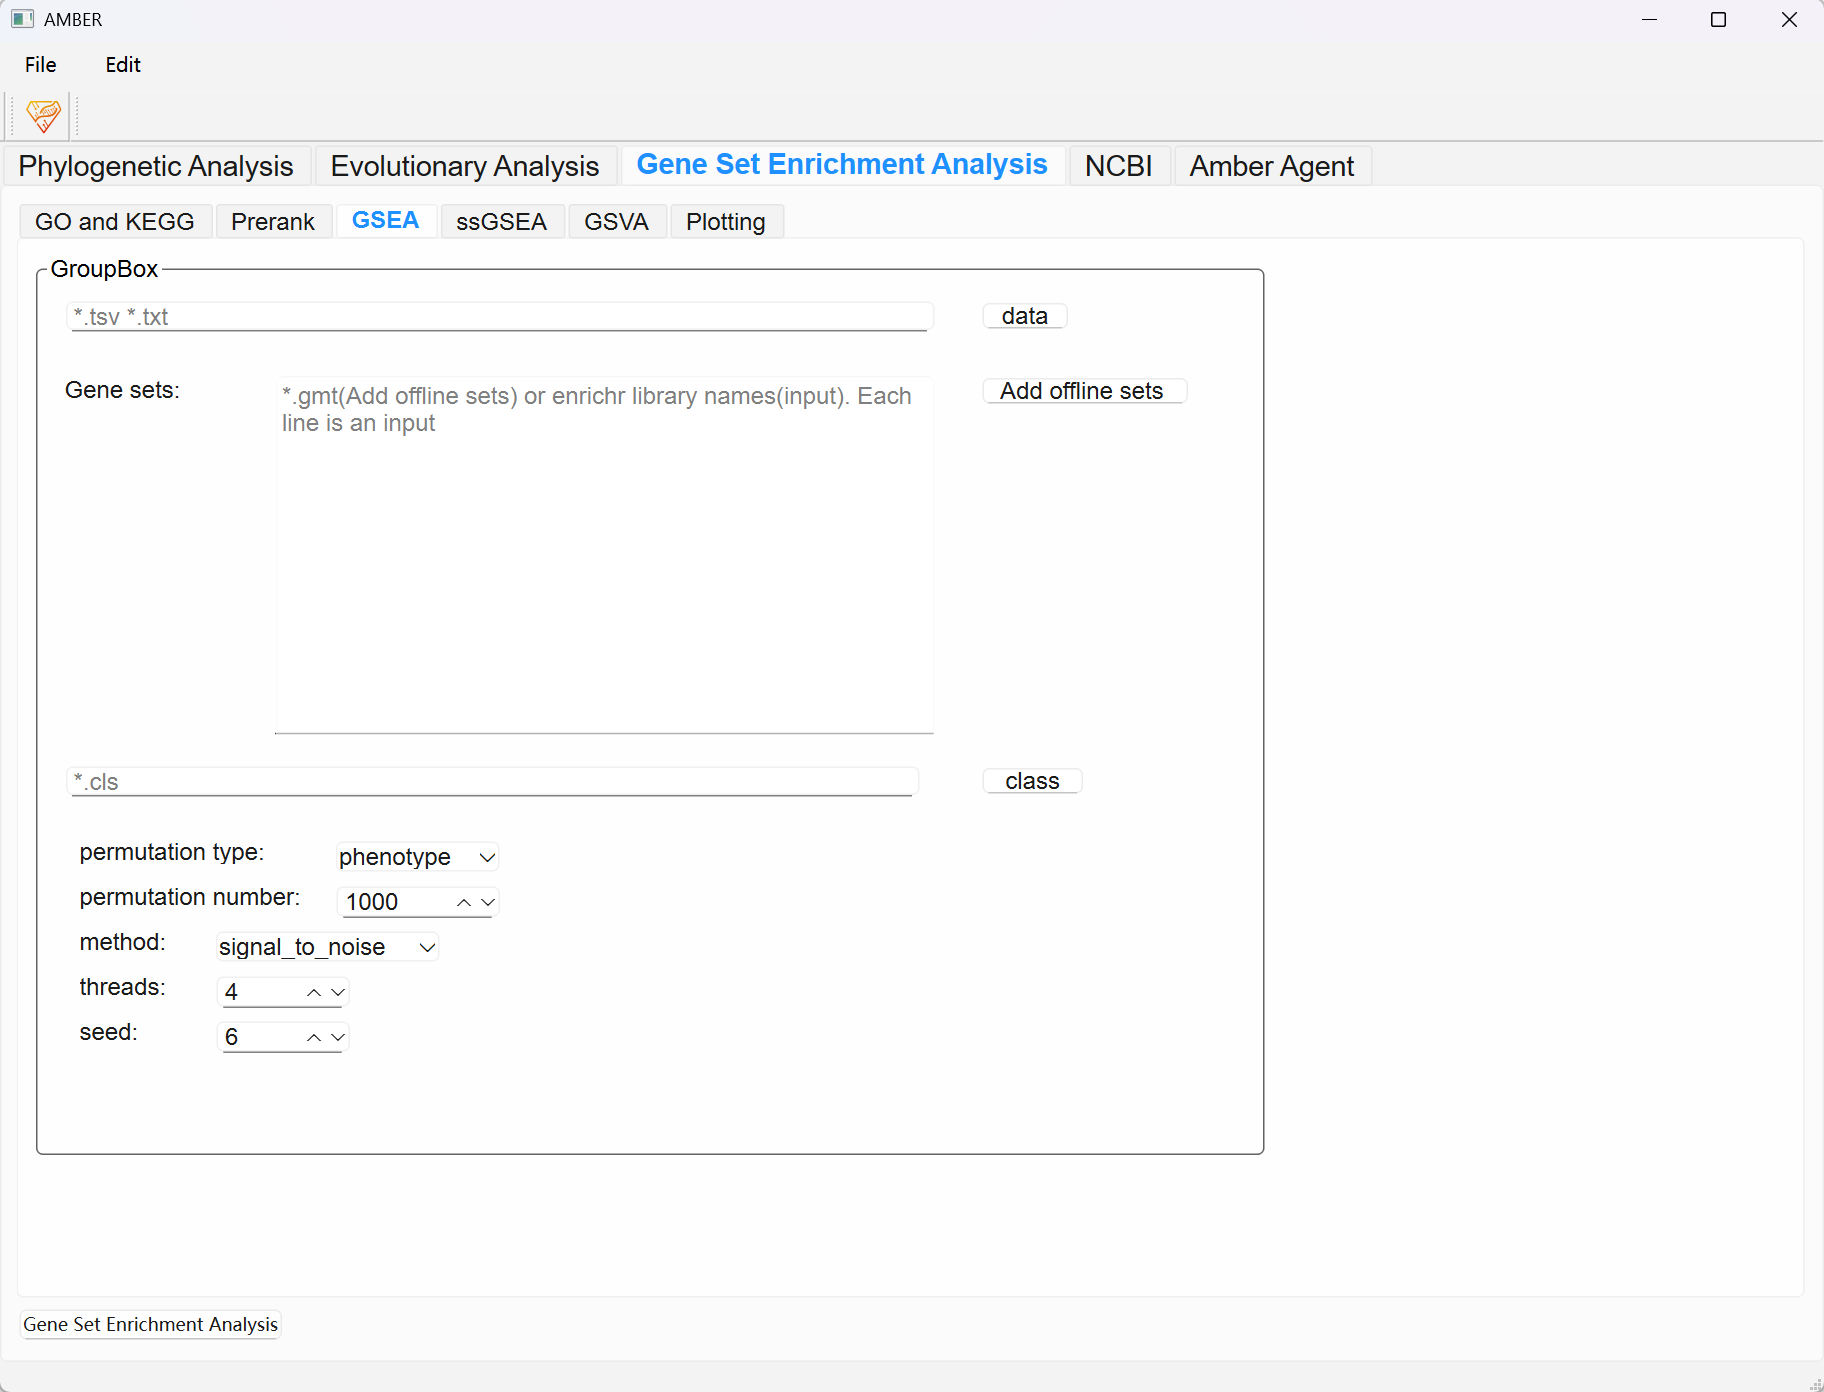 AMBER
File Edit
Phylogenetic Analysis Evolutionary Analysis Gene Set Enrichment Analysis NCBI Amber Agent
GO and KEGG Prerank GSEA ssGSEA GSVA Plotting
GroupBox
*.tsv *.txt data
Gene sets: *.gmt(Add offline sets) or enrichr library names(input). Each Add offline sets
line is an input
*.cls class
permutation type: phenotype
permutation number: 1000
method: signal_to_noise
threads: 4
seed: 6
Gene Set Enrichment Analysis